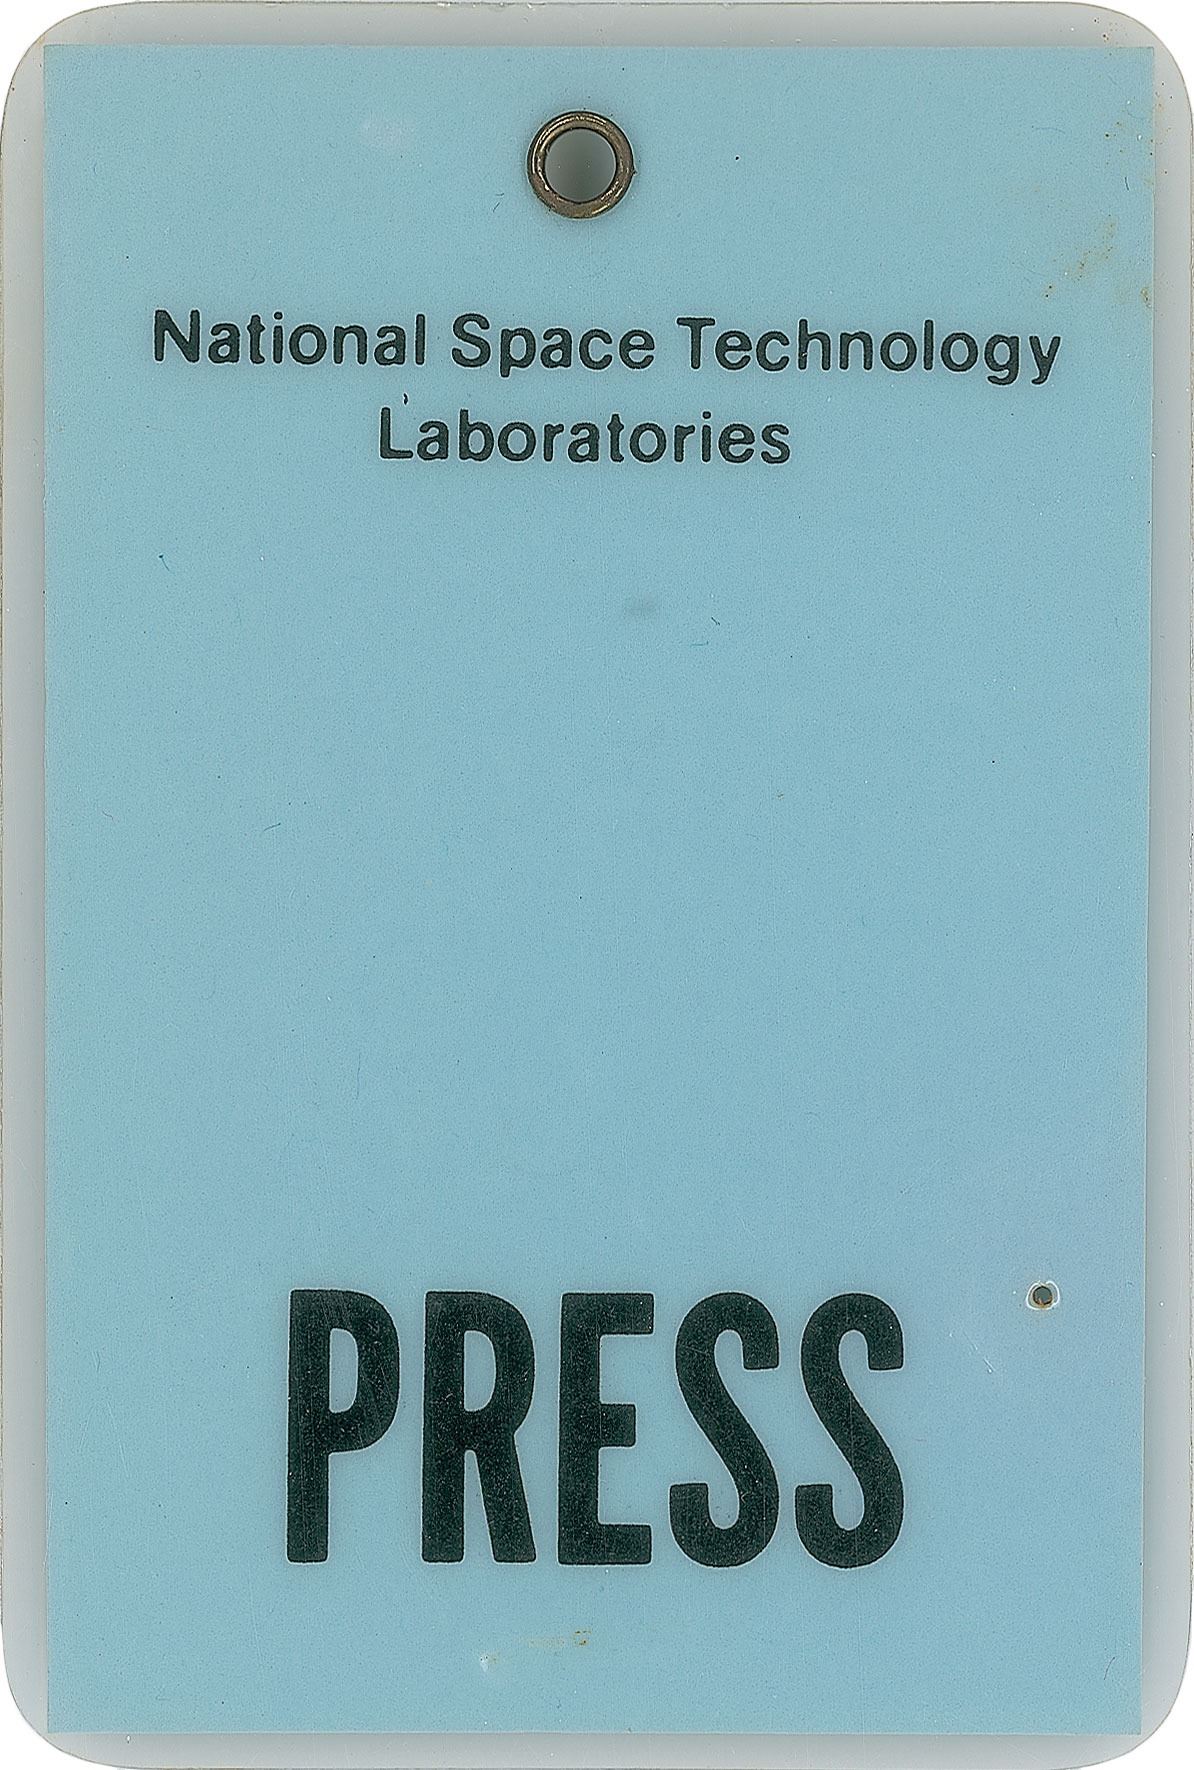 National Space Technology
Laboratories
PRESS